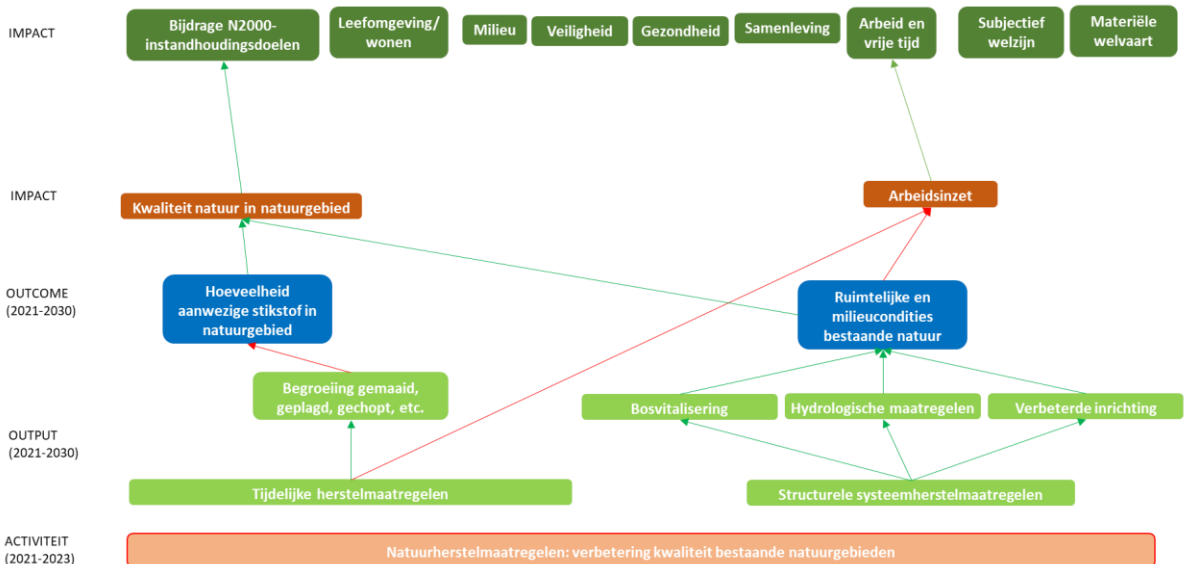 IMPACT
Bijdrage N2000-
instandhoudingsdoelen
Leefomgeving/
wonen
Milieu
Veiligheid
Gezondheid
Samenleving
Arbeid en
vrije tijd
Subjectief
welzijn
Materiële
welvaart
IMPACT
Kwaliteit natuur in natuurgebied
Arbeidsinzet
OUTCOME
(2021-2030)
Hoeveelheid
aanwezige stikstof in
natuurgebied
Ruimtelijke en
milieucondities
bestaande natuur
Begroeiing gemaaid,
geplagd, gechopt, etc.
Bosvitalisering
Hydrologische maatregelen
Verbeterde inrichting
OUTPUT
(2021-2030)
Tijdelijke herstelmaatregelen
Structurele systeemherstelmaatregelen
ACTIVITEIT
(2021-2023)
Natuurherstelmaatregelen: verbetering kwaliteit bestaande natuurgebieden